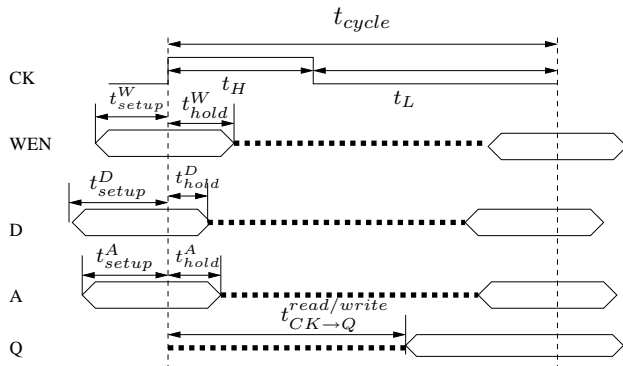 t_{cycle}
CK
t_H
t_L
t^W_{setup}
t^W_{hold}
WEN
t^D_{setup}
t^D_{hold}
D
t^A_{setup}
t^A_{hold}
A
t^{read/write}_{CK→Q}
Q